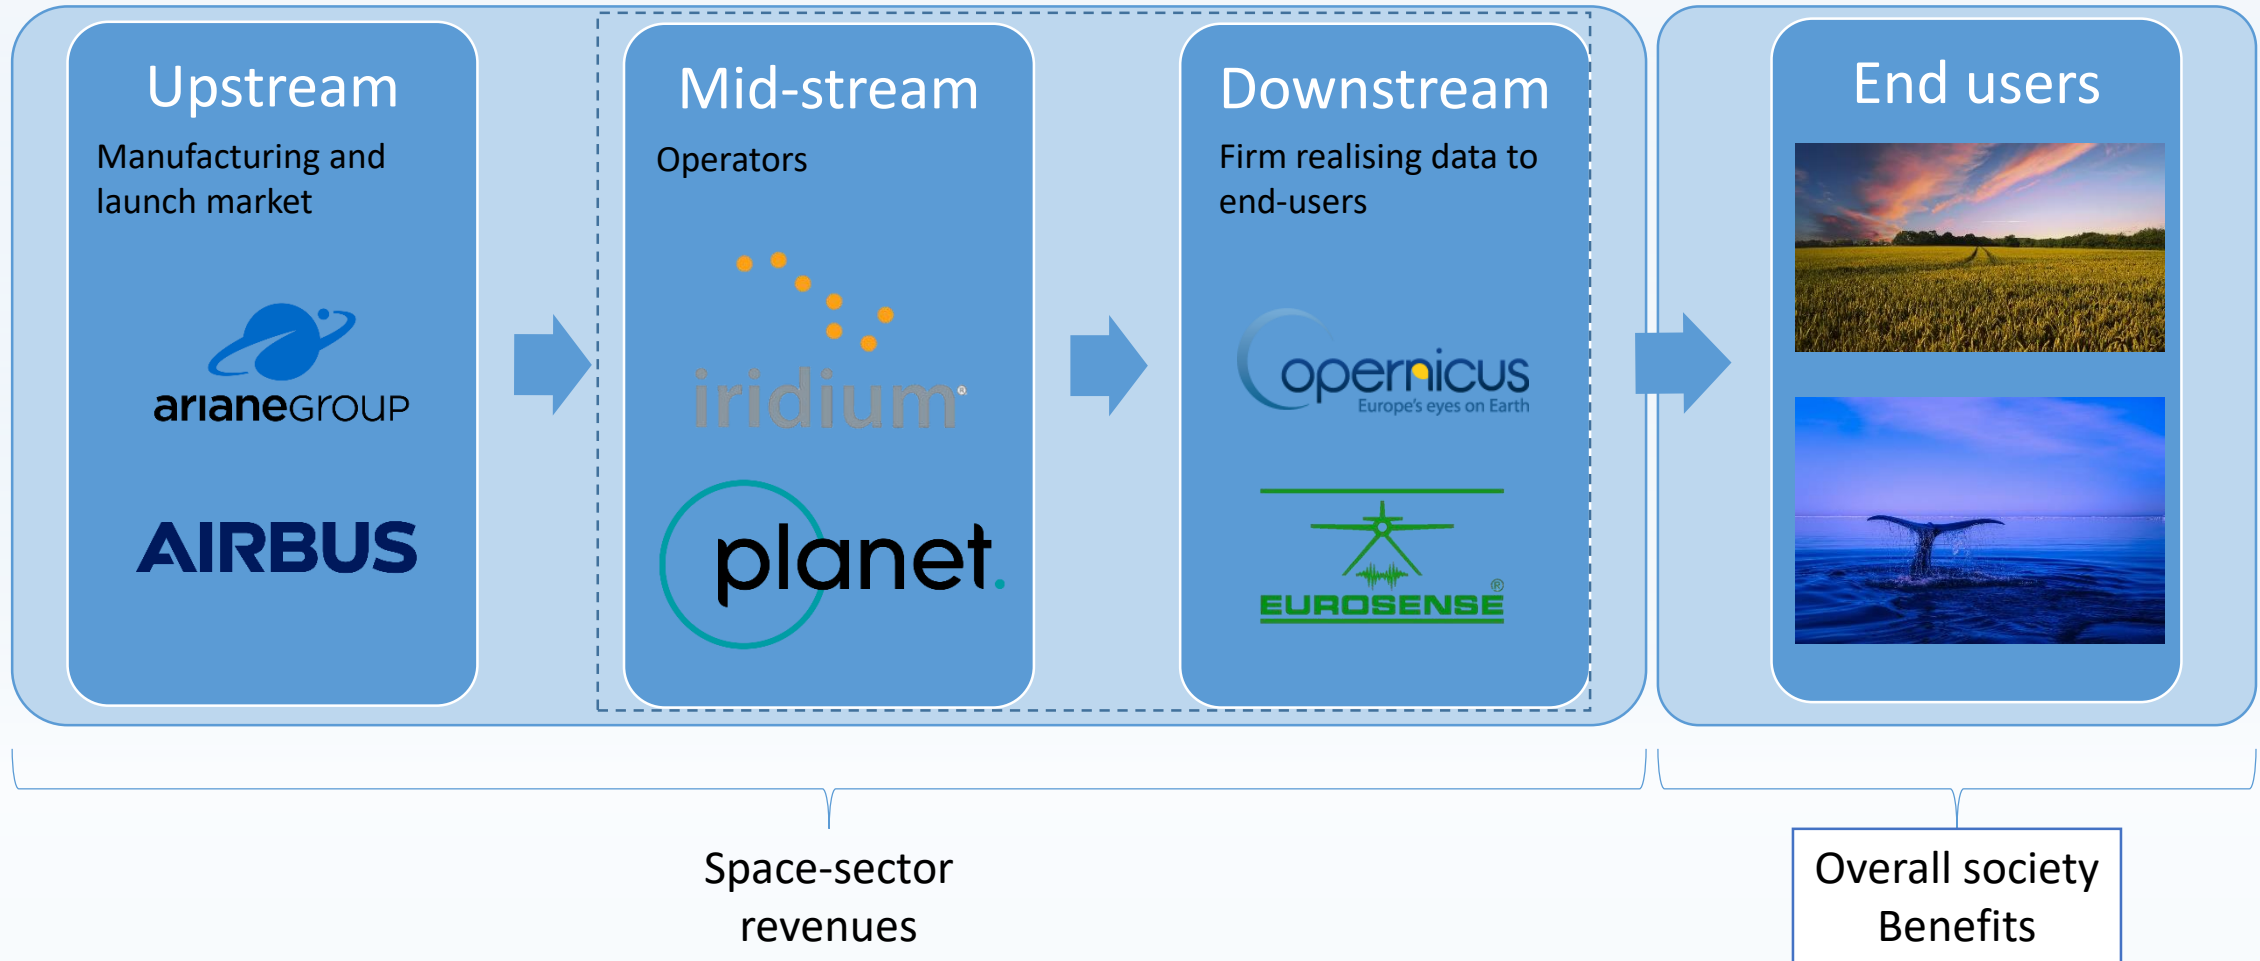 Upstream
Manufacturing and
launch market
arianeGROUP
AIRBUS
Mid-stream
Operators
iridium®
planet.
Downstream
Firm realising data to
end-users
Copernicus
Europe's eyes on Earth
EUROSENSE®
End users
Space-sector
revenues
Overall society
Benefits